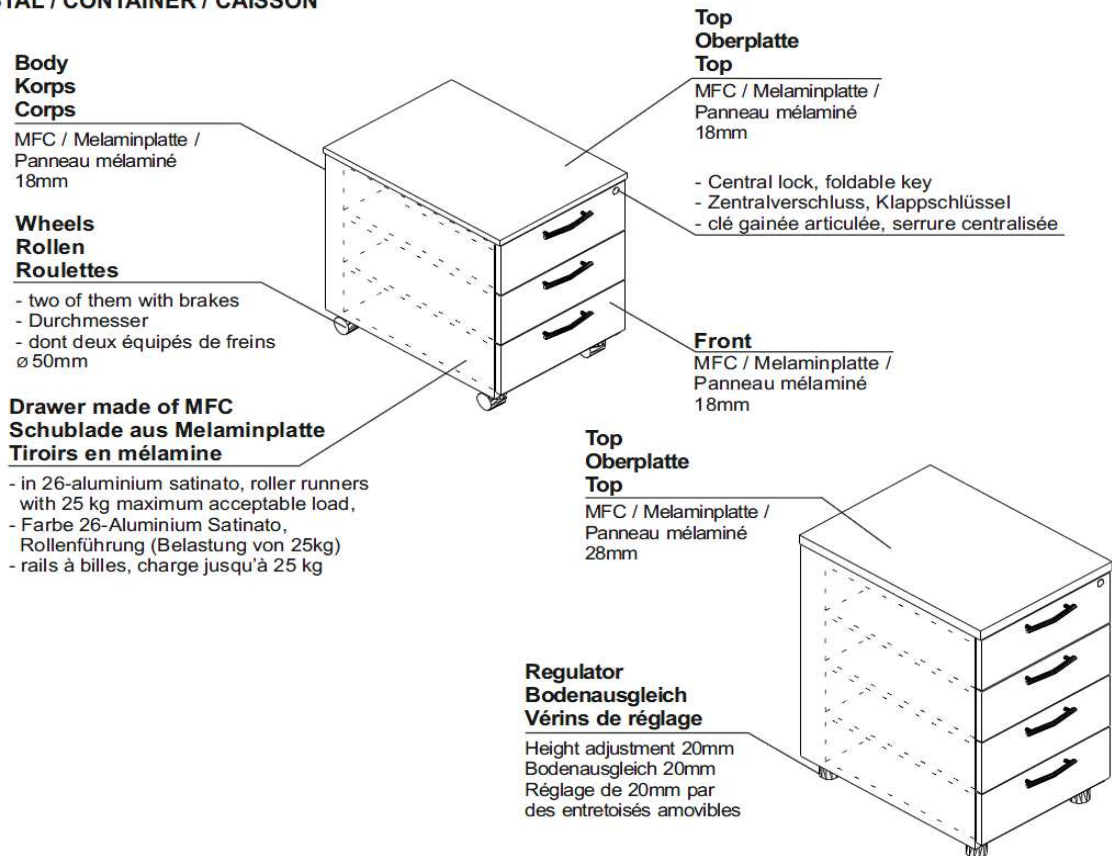 / CONTAINER / CAISSON
Body
Korps
Corps
MFC / Melaminplatte /
Panneau mélaminé
18mm
Wheels
Rollen
Roulettes
- two of them with brakes
- Durchmesser
- dont deux équipés de freins
ø 50mm
Drawer made of MFC
Schublade aus Melaminplatte
Tiroirs en mélamine
- in 26-aluminium satinato, roller runners
with 25 kg maximum acceptable load,
- Farbe 26-Aluminium Satinato,
Rollenführung (Belastung von 25kg)
- rails à billes, charge jusqu'à 25 kg
Top
Oberplatte
Top
MFC / Melaminplatte /
Panneau mélaminé
18mm
- Central lock, foldable key
- Zentralverschluss, Klappschlüssel
- clé gainée articulée, serrure centralisée
Front
MFC / Melaminplatte /
Panneau mélaminé
18mm
Top
Oberplatte
Top
MFC / Melaminplatte /
Panneau mélaminé
28mm
Regulator
Bodenausgleich
Vérins de réglage
Height adjustment 20mm
Bodenausgleich 20mm
Réglage de 20mm par
des entretoisés amovibles